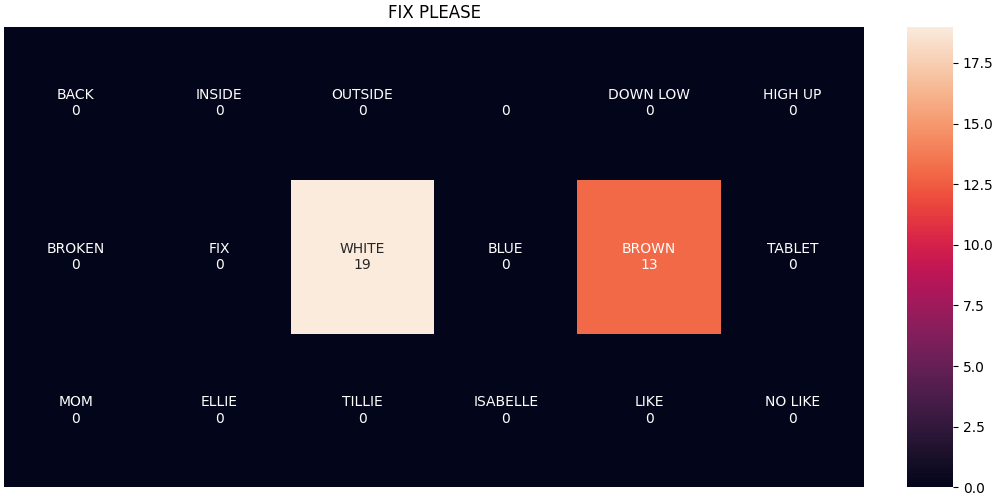 FIX PLEASE
BACK INSIDE OUTSIDE DOWN LOW HIGH UP
0 0 0 0 0 0
BROKEN FIX WHITE BLUE BROWN TABLET
0 0 19 0 13 0
MOM ELLIE TILLIE ISABELLE LIKE NO LIKE
0 0 0 0 0 0
17.5
15.0
12.5
10.0
7.5
5.0
2.5
0.0